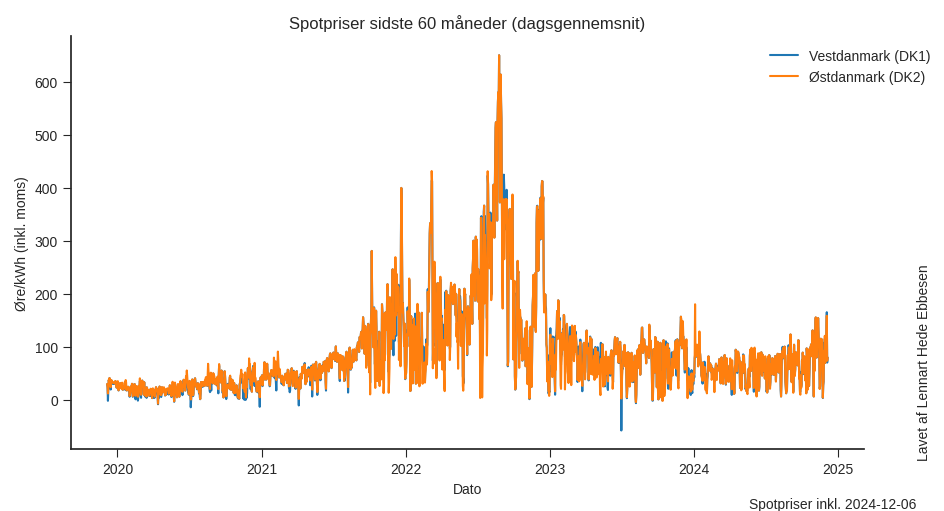 Spotpriser sidste 60 måneder (dagsgennemsnit)
Vestdanmark (DK1)
Østdanmark (DK2)
Øre/kWh (inkl. moms)
600
500
400
300
200
100
0
2020
2021
2022
2023
2024
2025
Dato
Lavet af Lennart Hede Ebbesen
Spotpriser inkl. 2024-12-06